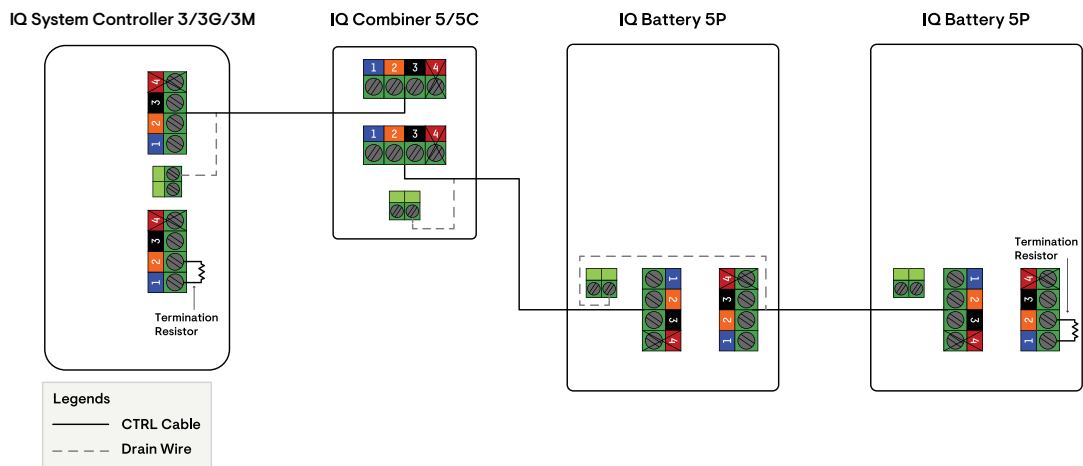 IQ System Controller 3/3G/3M
IQ Combiner 5/5C
IQ Battery 5P
IQ Battery 5P
4
3
2
1
4
3
2
1
Termination
Resistor
1 2 3 4
1 2 3 4
1
2
3
4
4
3
2
1
1
2
3
4
4
3
2
1
Termination
Resistor
Legends
CTRL Cable
Drain Wire